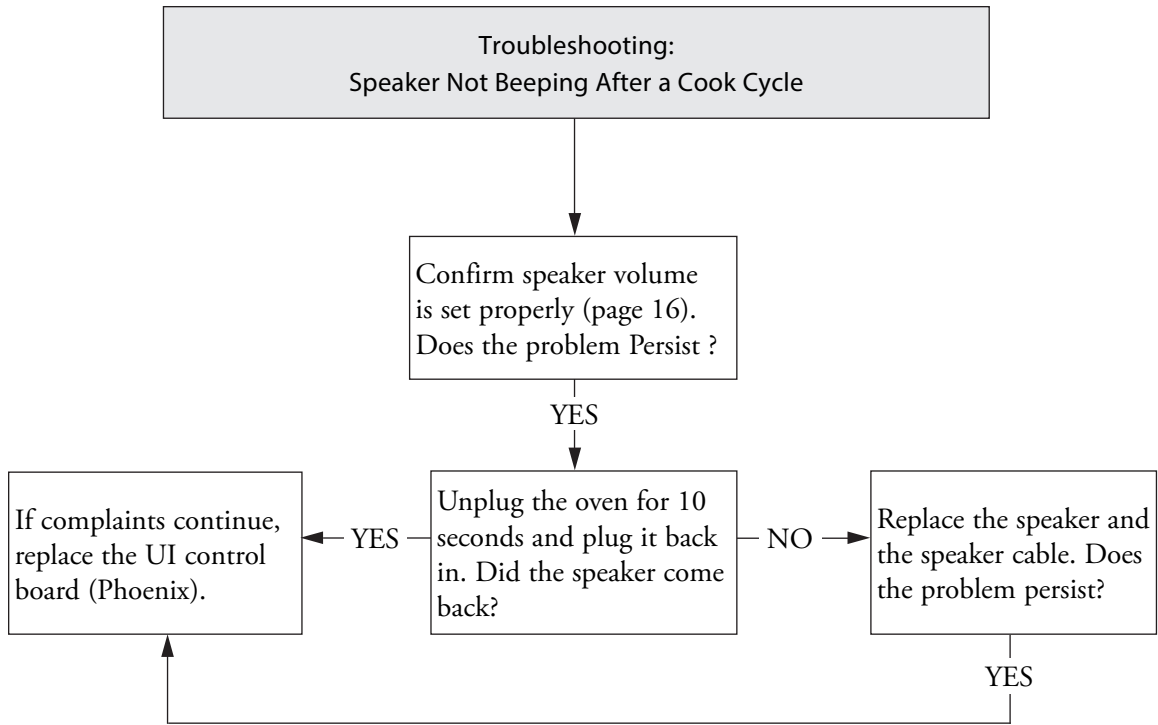 Troubleshooting:
Speaker Not Beeping After a Cook Cycle
Confirm speaker volume
is set properly (page 16).
Does the problem Persist ?
YES
If complaints continue,
replace the UI control
board (Phoenix).
YES
Unplug the oven for 10
seconds and plug it back
in. Did the speaker come
back?
NO
Replace the speaker and
the speaker cable. Does
the problem persist?
YES